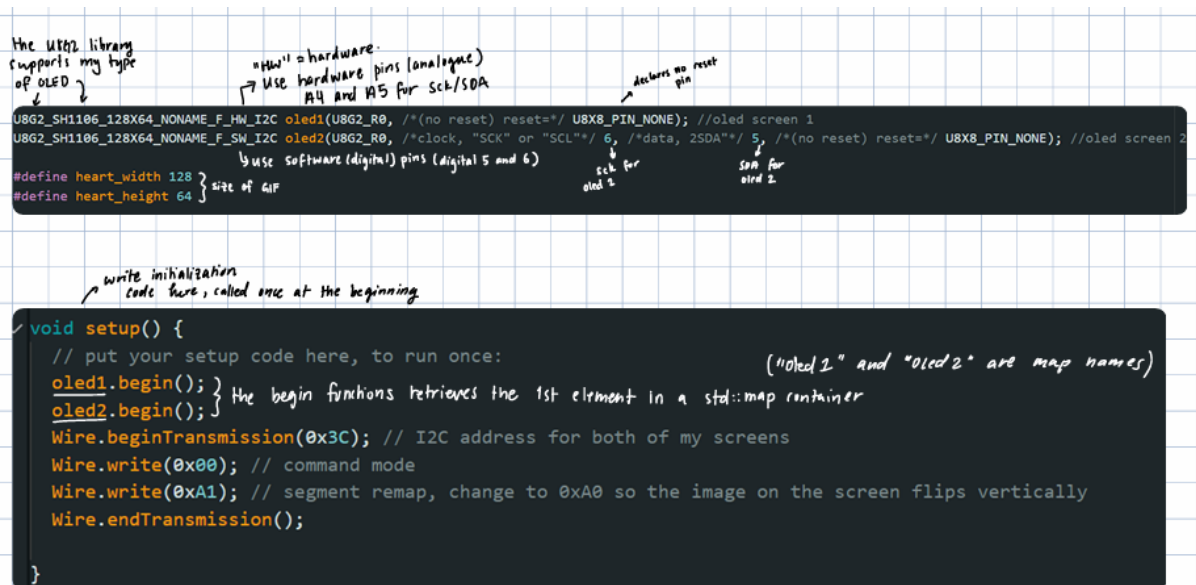 the U8G2 library
supports my type
of OLED
"HW" = hardware.
use hardware pins (analogue)
A4 and A5 for SCK/SDA
declares no reset
pin
U8G2_SH1106_128X64_NONAME_F_HW_I2C oled1(U8G2_R0, /*(no reset) reset=*/ U8X8_PIN_NONE); //oled screen 1
U8G2_SH1106_128X64_NONAME_F_SW_I2C oled2(U8G2_R0, /*clock, "SCK" or "SCL"*/ 6, /*data, 2SDA"*/ 5, /*(no reset) reset=*/ U8X8_PIN_NONE); //oled screen 2
use software (digital) pins (digital 5 and 6)
sck for
oled 2
SDA for
oled 2
#define heart_width 128
#define heart_height 64
size of GIF
write initialization
code here, called once at the beginning
void setup() {
// put your setup code here, to run once:
("oled 1" and "oled 2" are map names)
oled1.begin();
oled2.begin();
the begin functions retrieves the 1st element in a std::map container
Wire.beginTransmission(0x3C); // I2C address for both of my screens
Wire.write(0x00); // command mode
Wire.write(0xA1); // segment remap, change to 0xA0 so the image on the screen flips vertically
Wire.endTransmission();
}